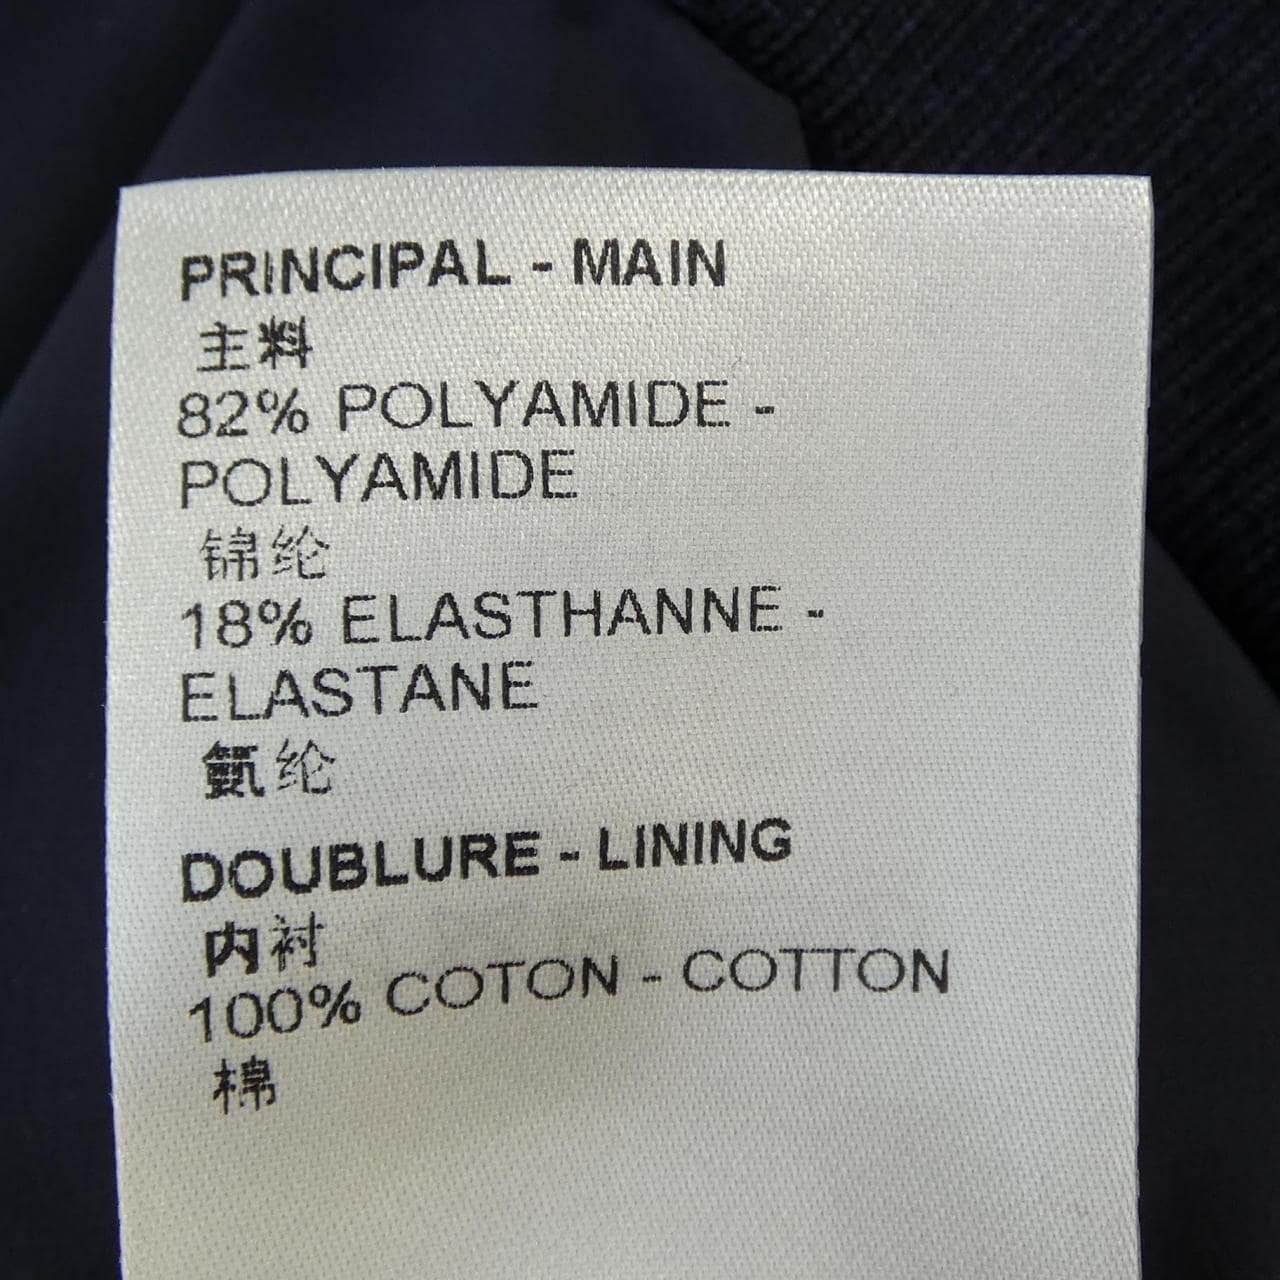 PRINCIPAL - MAIN
主料
82% POLYAMIDE -
POLYAMIDE
锦纶
18% ELASTHANNE -
ELASTANE
氨纶
DOUBLURE - LINING
内衬
100% COTON - COTTON
棉